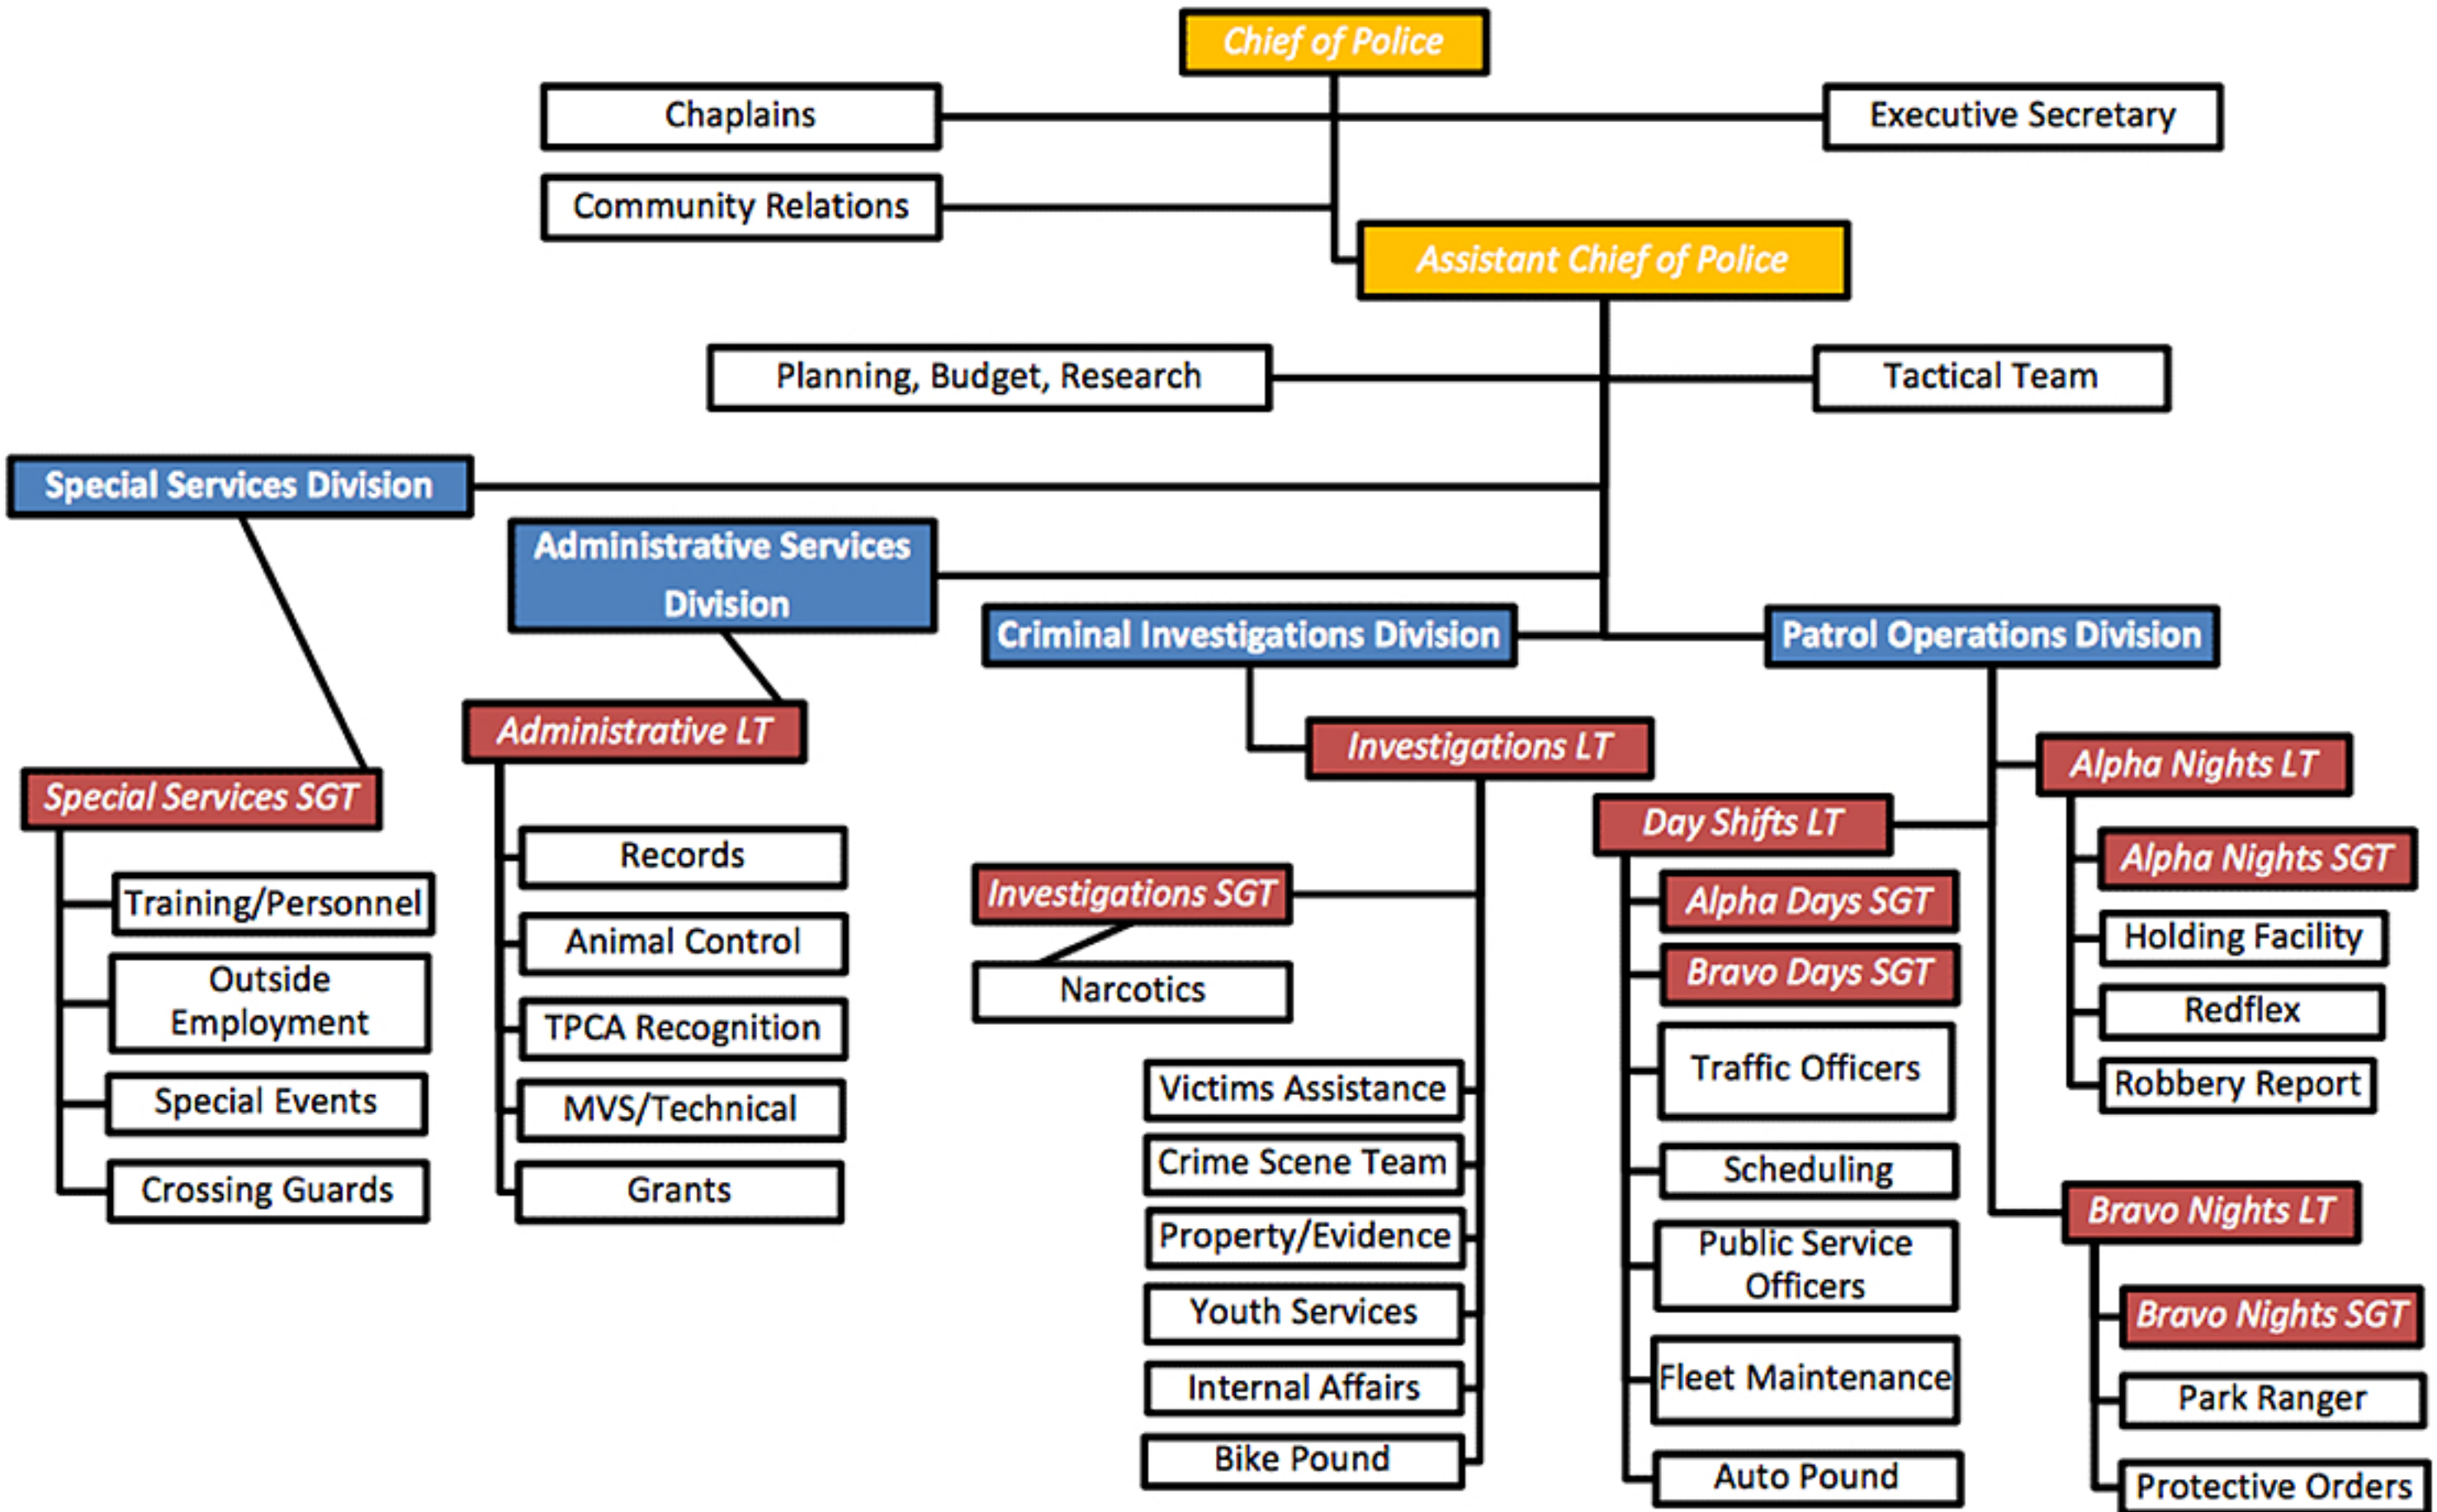 Chief of Police
Chaplains
Executive Secretary
Community Relations
Assistant Chief of Police
Planning, Budget, Research
Tactical Team
Special Services Division
Administrative Services
Division
Criminal Investigations Division
Patrol Operations Division
Special Services SGT
Training/Personnel
Outside
Employment
Special Events
Crossing Guards
Administrative LT
Records
Animal Control
TPCA Recognition
MVS/Technical
Grants
Investigations LT
Investigations SGT
Narcotics
Victims Assistance
Crime Scene Team
Property/Evidence
Youth Services
Internal Affairs
Bike Pound
Day Shifts LT
Alpha Days SGT
Bravo Days SGT
Traffic Officers
Scheduling
Public Service
Officers
Fleet Maintenance
Auto Pound
Alpha Nights LT
Alpha Nights SGT
Holding Facility
Redflex
Robbery Report
Bravo Nights LT
Bravo Nights SGT
Park Ranger
Protective Orders